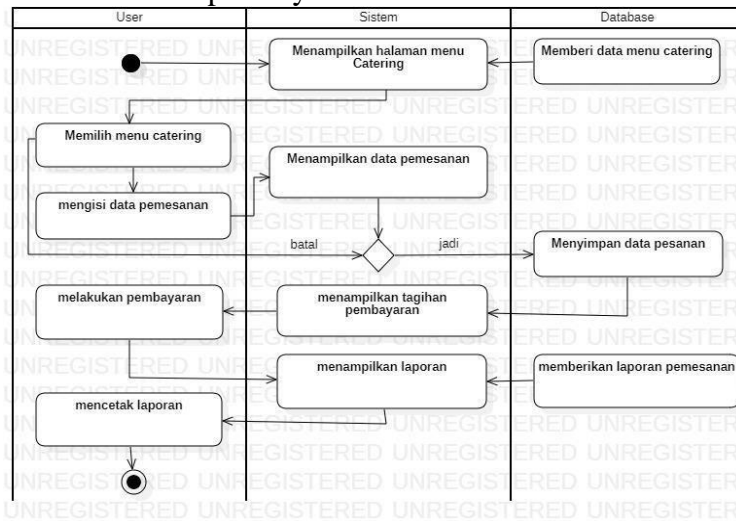 User
Sistem
Database
Menampilkan halaman menu
Catering
Memberi data menu catering
Memilih menu catering
Menampilkan data pemesanan
mengisi data pemesanan
batal
jadi
Menyimpan data pesanan
melakukan pembayaran
menampilkan tagihan
pembayaran
menampilkan laporan
memberikan laporan pemesanan
mencetak laporan